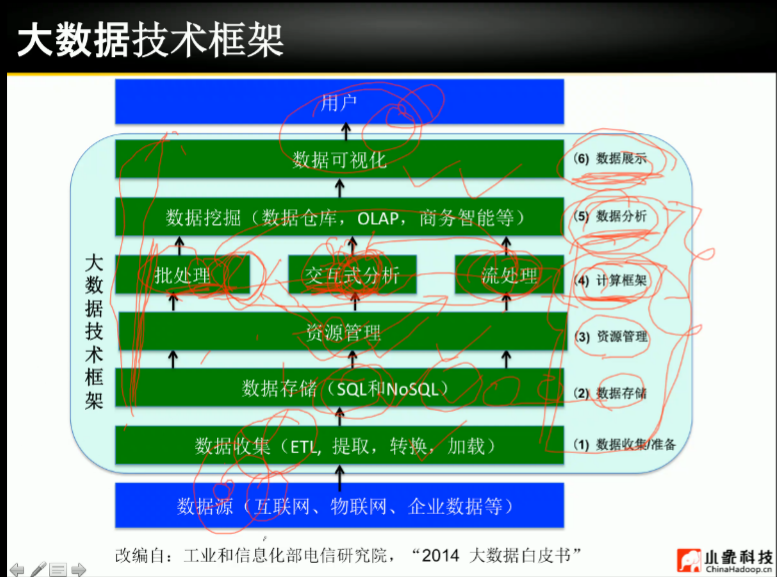 大数据技术框架
用户
数据可视化
(6) 数据展示
数据挖掘（数据仓库，OLAP，商务智能等）
(5) 数据分析
批处理
交互式分析
流处理
(4) 计算框架
资源管理
(3) 资源管理
数据存储（SQL和NoSQL）
(2) 数据存储
数据收集（ETL, 提取，转换，加载）
(1) 数据收集/准备
大数据技术框架
数据源（互联网、物联网、企业数据等）
改编自：工业和信息化部电信研究院，“2014 大数据白皮书”
小象科技
ChinaHadoop.cn